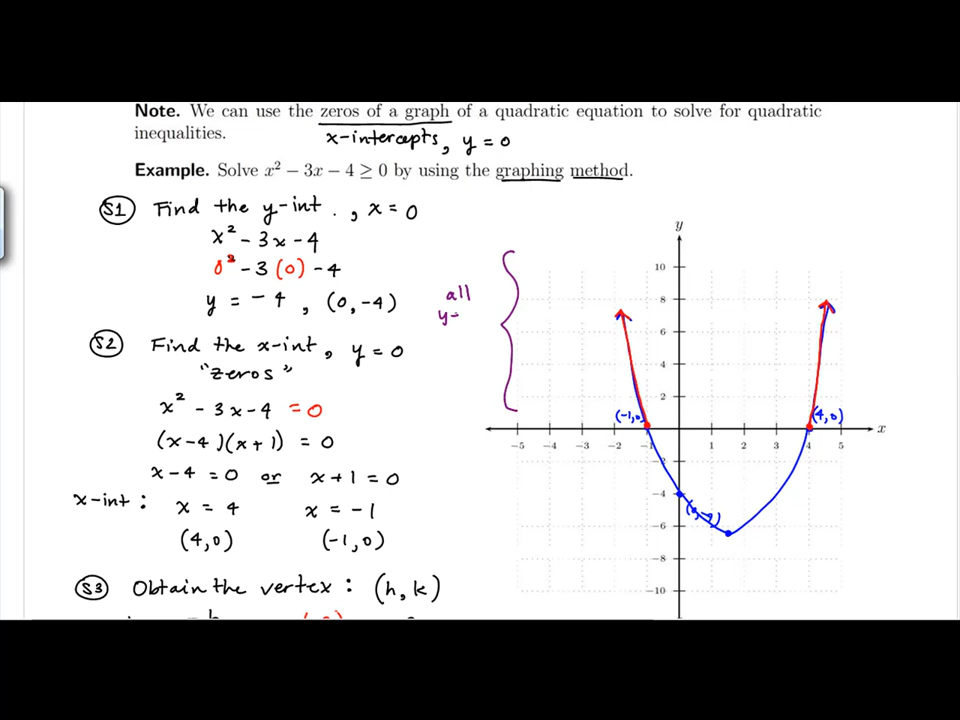 Note. We can use the zeros of a graph of a quadratic equation to solve for quadratic
inequalities.
x-intercepts, y = 0
Example. Solve x² − 3x − 4 ≥ 0 by using the graphing method.
S1 Find the y-int., x = 0
x² - 3x - 4
0² - 3(0) - 4
y = -4, (0, -4)
S2 Find the x-int, y = 0
"zeros"
x² - 3x - 4 = 0
(x-4)(x+1) = 0
x-4 = 0 or x+1 = 0
x-int: x = 4 x = -1
(4,0) (-1,0)
S3 Obtain the vertex: (h, k)
all
y-
y
10
8
6
4
2
(-1,0) (4,0)
x
−5 −4 −3 −2 −1 1 2 3 4 5
−2
−4
(0,-4)
−6
−8
−10